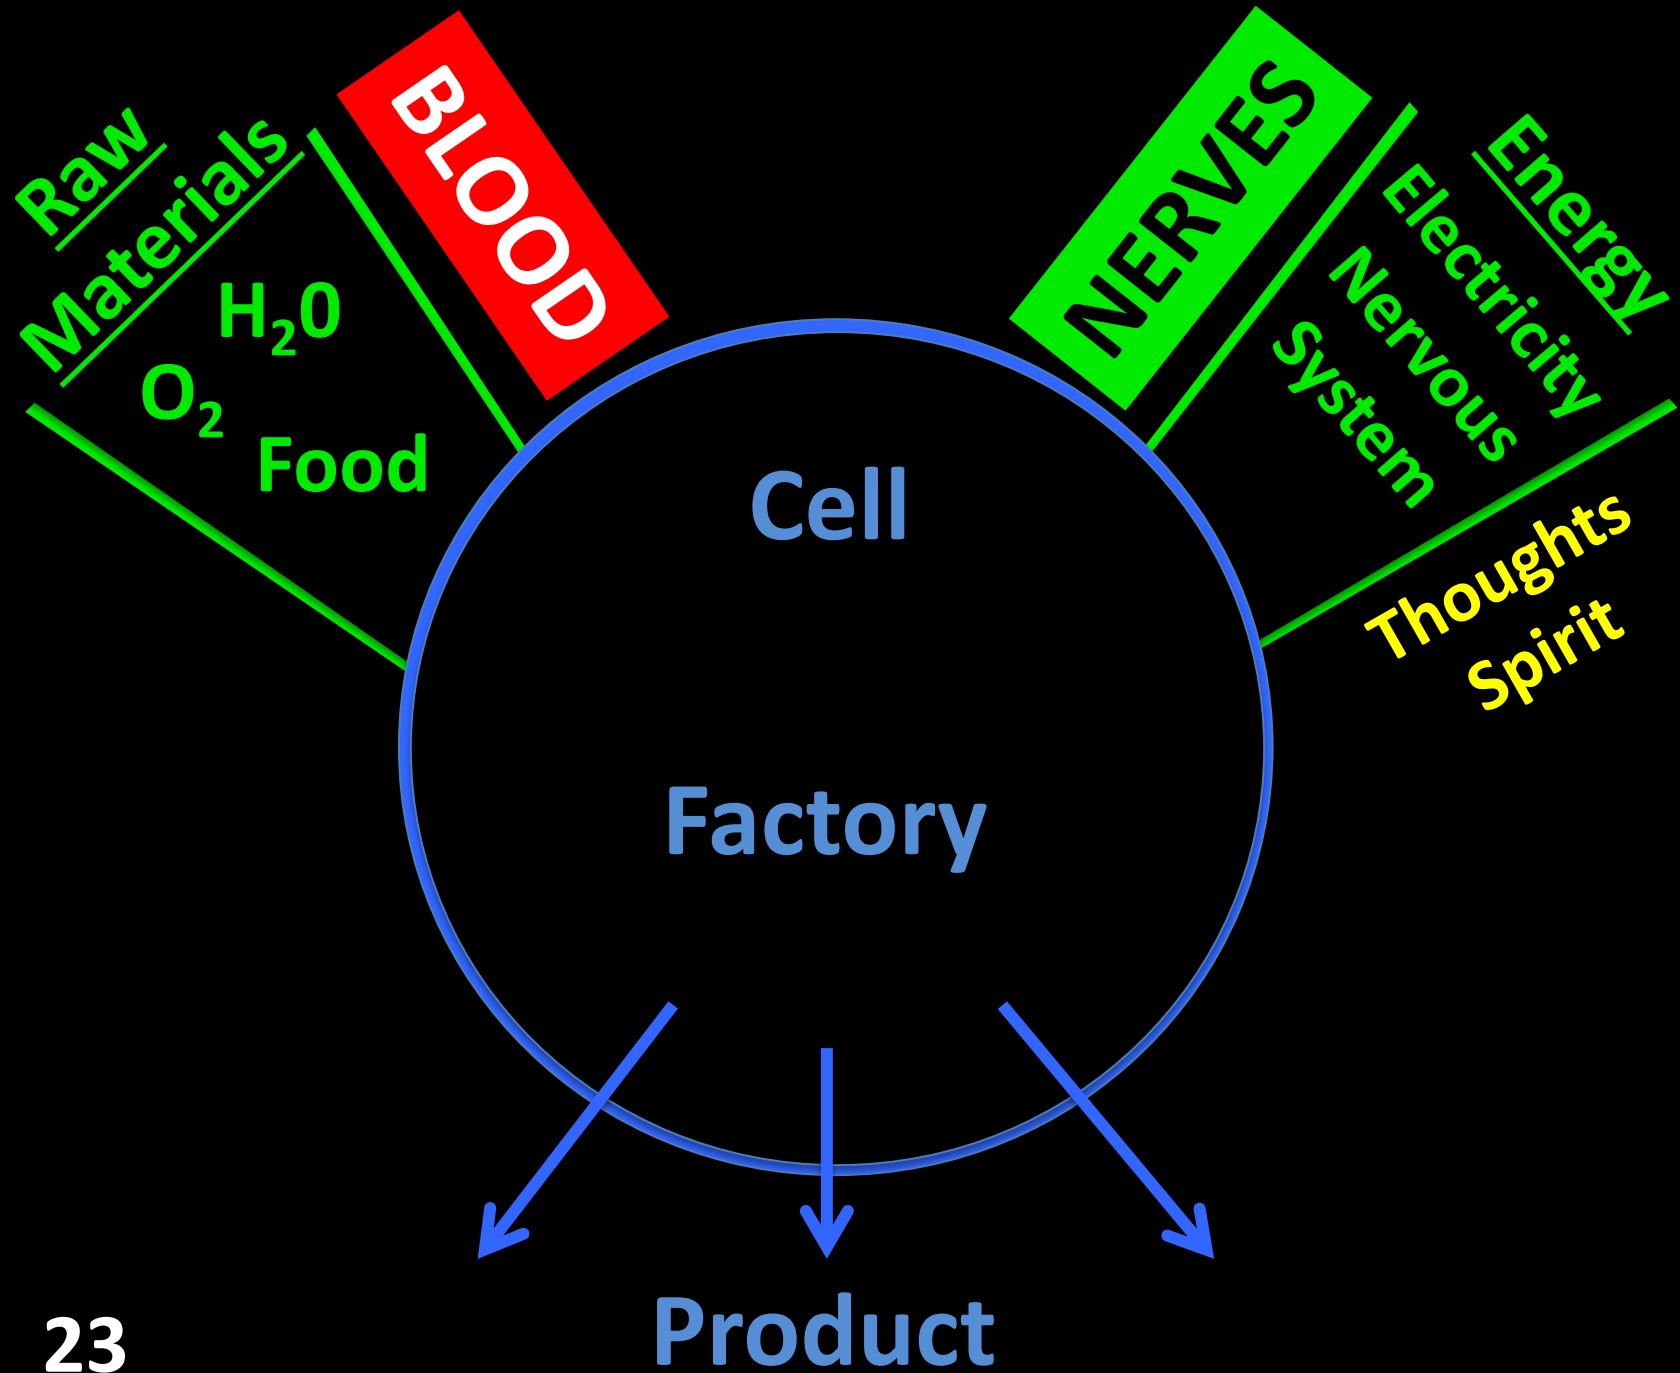 Raw
Materials
H₂0
O₂
Food
BLOOD
NERVES
Energy
Electricity
Nervous
System
Thoughts
Spirit
Cell
Factory
Product
23